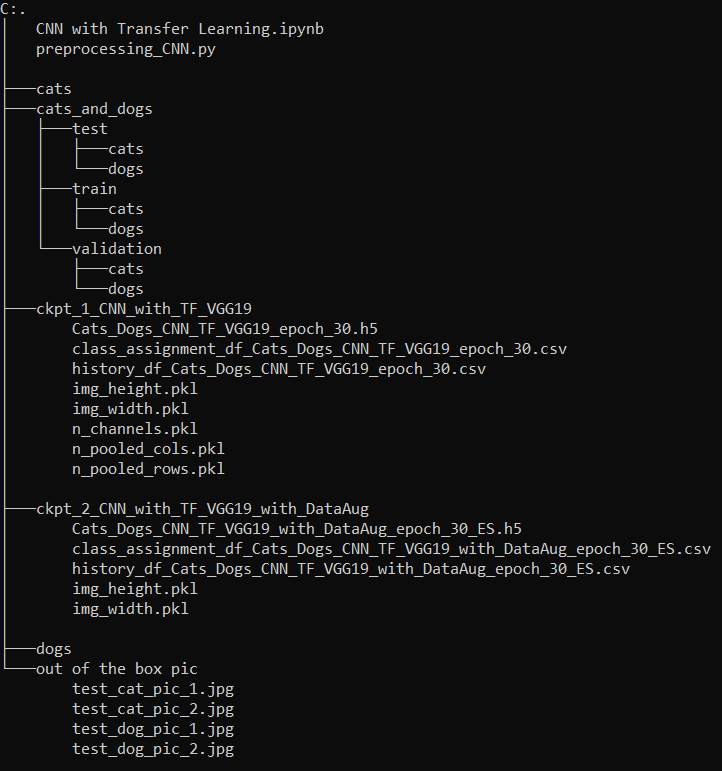 C:.
│   CNN with Transfer Learning.ipynb
│   preprocessing_CNN.py
│
├───cats
├───cats_and_dogs
│   ├───test
│   │   ├───cats
│   │   └───dogs
│   ├───train
│   │   ├───cats
│   │   └───dogs
│   └───validation
│       ├───cats
│       └───dogs
├───ckpt_1_CNN_with_TF_VGG19
│       Cats_Dogs_CNN_TF_VGG19_epoch_30.h5
│       class_assignment_df_Cats_Dogs_CNN_TF_VGG19_epoch_30.csv
│       history_df_Cats_Dogs_CNN_TF_VGG19_epoch_30.csv
│       img_height.pkl
│       img_width.pkl
│       n_channels.pkl
│       n_pooled_cols.pkl
│       n_pooled_rows.pkl
│
├───ckpt_2_CNN_with_TF_VGG19_with_DataAug
│       Cats_Dogs_CNN_TF_VGG19_with_DataAug_epoch_30_ES.h5
│       class_assignment_df_Cats_Dogs_CNN_TF_VGG19_with_DataAug_epoch_30_ES.csv
│       history_df_Cats_Dogs_CNN_TF_VGG19_with_DataAug_epoch_30_ES.csv
│       img_height.pkl
│       img_width.pkl
│
├───dogs
└───out of the box pic
        test_cat_pic_1.jpg
        test_cat_pic_2.jpg
        test_dog_pic_1.jpg
        test_dog_pic_2.jpg